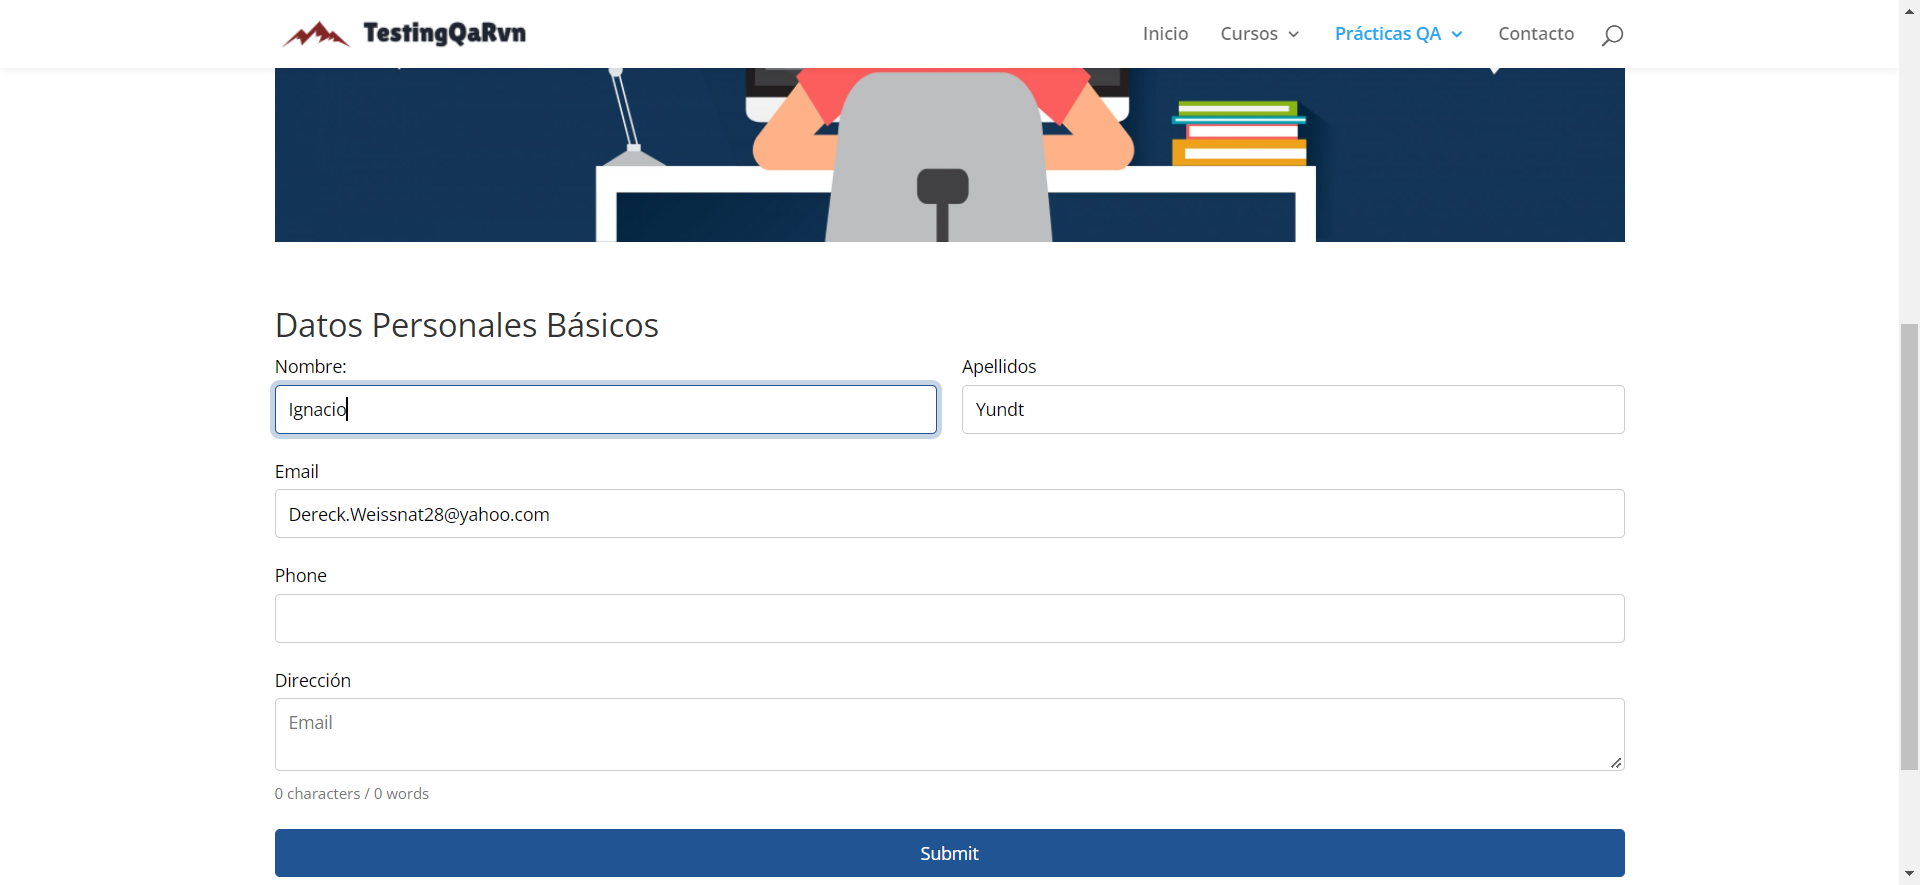 TestingQaRvn
Inicio Cursos Prácticas QA Contacto
Datos Personales Básicos
Nombre: Apellidos
Ignacio Yundt
Email
Dereck.Weissnat28@yahoo.com
Phone
Dirección
Email
0 characters / 0 words
Submit